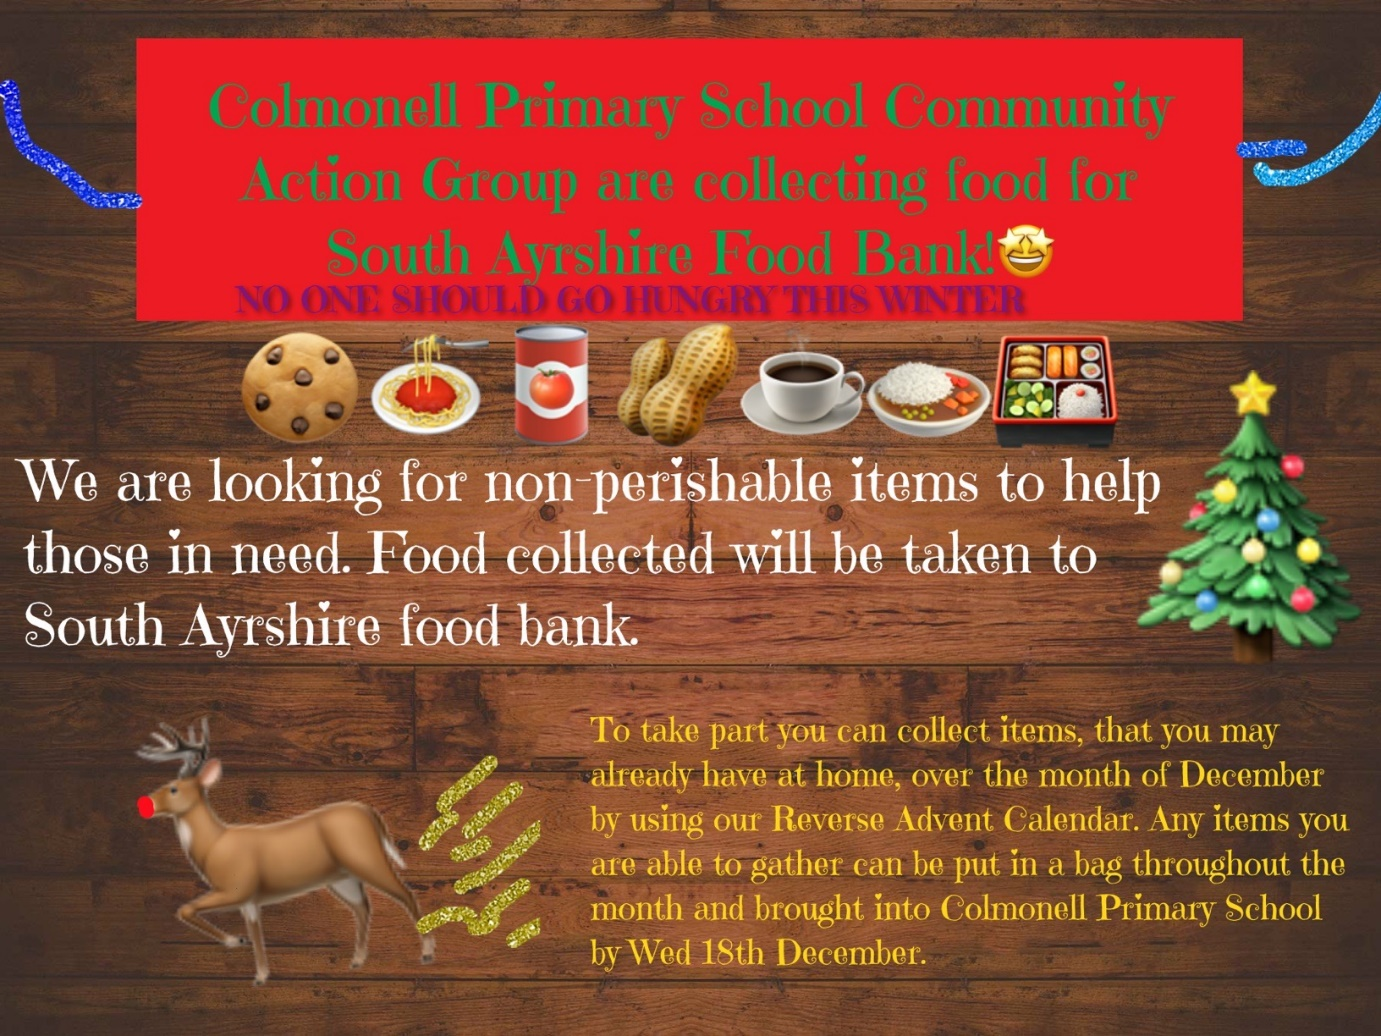 Colmonell Primary School Community
Action Group are collecting food for
South Ayrshire Food Bank!🤩
NO ONE SHOULD GO HUNGRY THIS WINTER
We are looking for non-perishable items to help
those in need. Food collected will be taken to
South Ayrshire food bank.
To take part you can collect items, that you may
already have at home, over the month of December
by using our Reverse Advent Calendar. Any items you
are able to gather can be put in a bag throughout the
month and brought into Colmonell Primary School
by Wed 18th December.